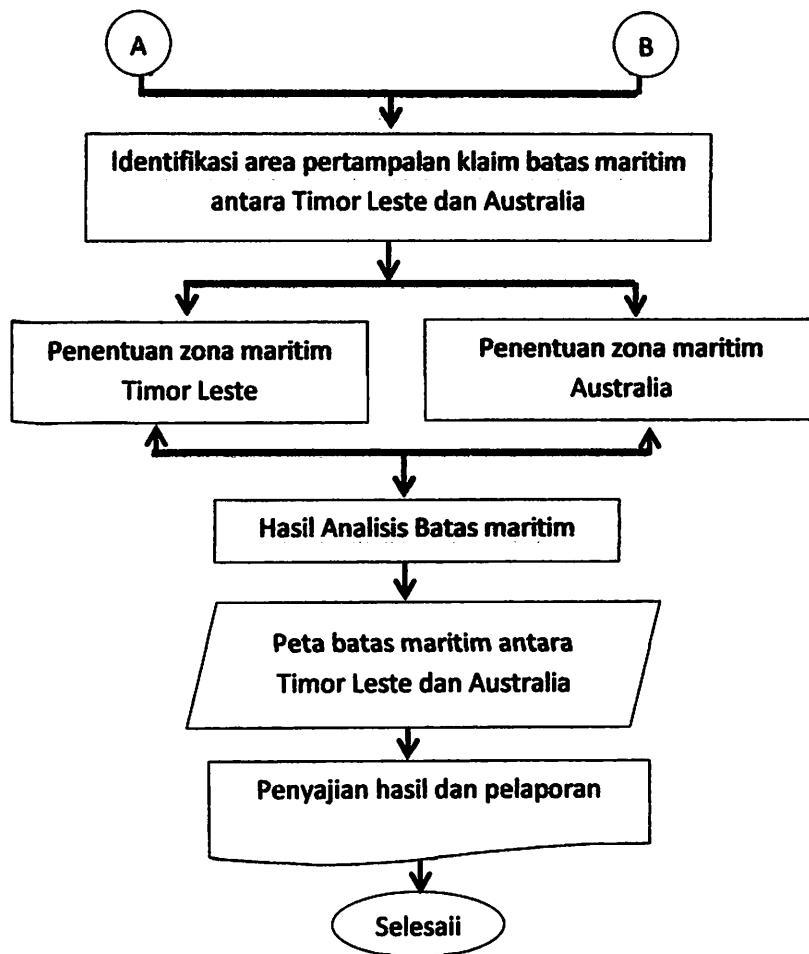 A
B
Identifikasi area pertampalan klaim batas maritim
antara Timor Leste dan Australia
Penentuan zona maritim
Timor Leste
Penentuan zona maritim
Australia
Hasil Analisis Batas maritim
Peta batas maritim antara
Timor Leste dan Australia
Penyajian hasil dan pelaporan
Selesaii